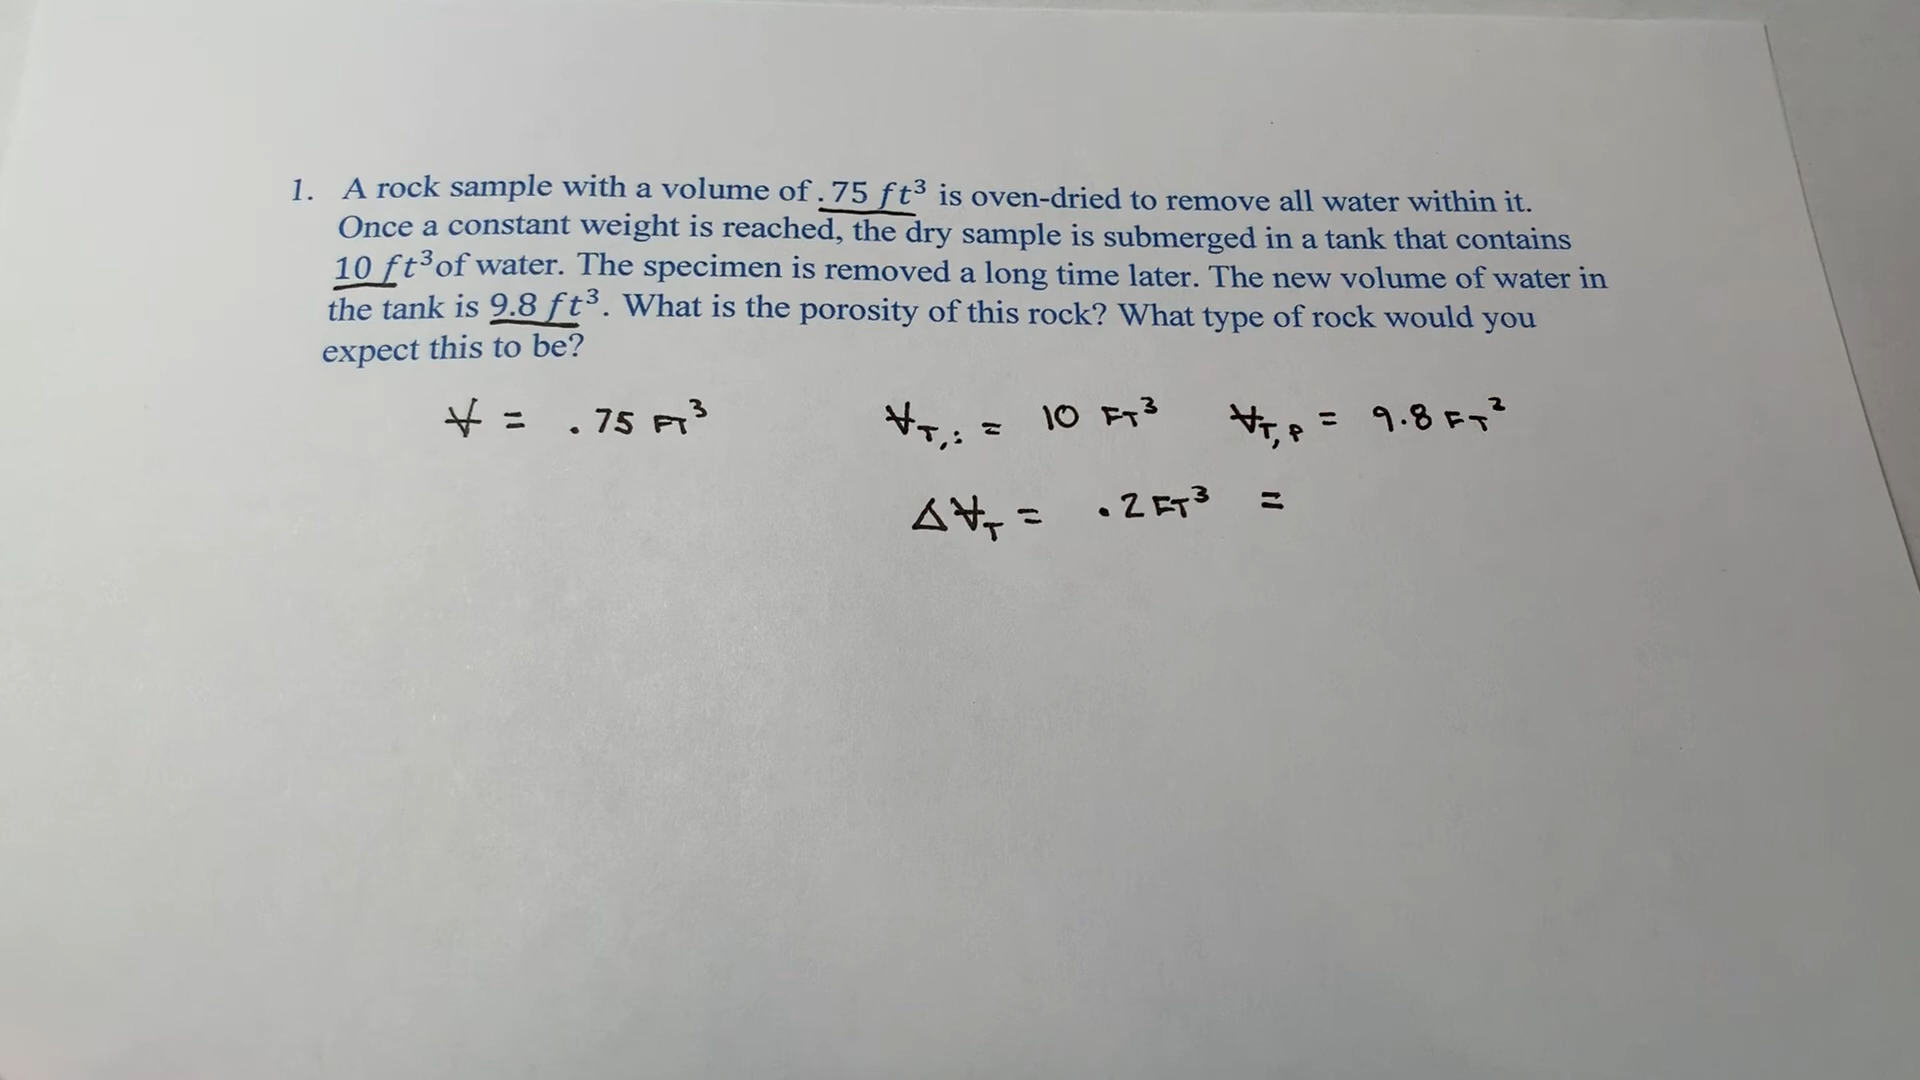 1. A rock sample with a volume of .75 ft³ is oven-dried to remove all water within it.
Once a constant weight is reached, the dry sample is submerged in a tank that contains
10 ft³ of water. The specimen is removed a long time later. The new volume of water in
the tank is 9.8 ft³. What is the porosity of this rock? What type of rock would you
expect this to be?
V = .75 FT³ V_T,i = 10 FT³ V_T,F = 9.8 FT³
ΔV_T = .2 FT³ =